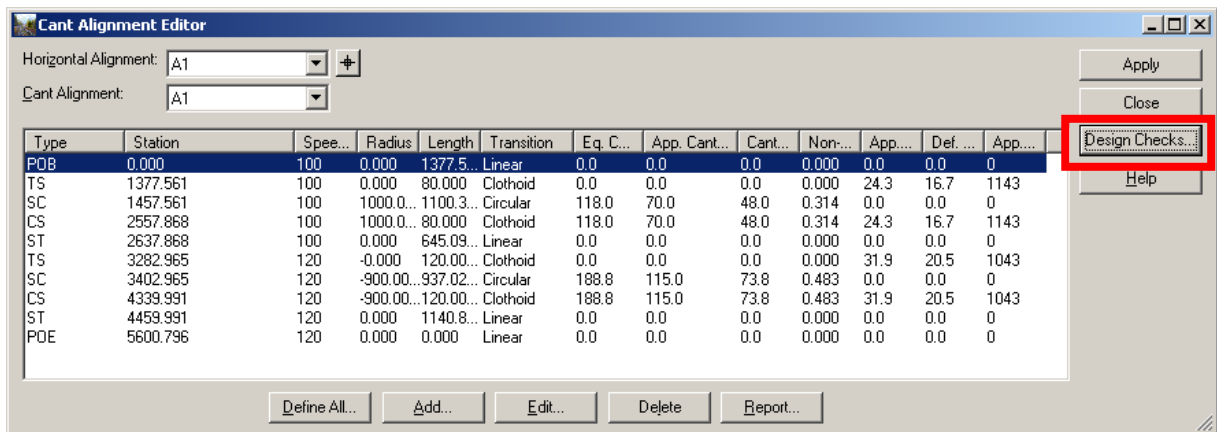 Cant Alignment Editor
Horizontal Alignment: A1
Apply
Cant Alignment: A1
Close
Design Checks...
Help
Type Station Spee... Radius Length Transition Eq. C... App. Cant... Cant... Non-... App.... Def. ... App....
POB 0.000 100 0.000 1377.5... Linear 0.0 0.0 0.0 0.000 0.0 0.0 0
TS 1377.561 100 0.000 80.000 Clothoid 0.0 0.0 0.0 0.000 24.3 16.7 1143
SC 1457.561 100 1000.0... 1100.3... Circular 118.0 70.0 48.0 0.314 0.0 0.0 0
CS 2557.868 100 1000.0... 80.000 Clothoid 118.0 70.0 48.0 0.314 24.3 16.7 1143
ST 2637.868 100 0.000 645.09... Linear 0.0 0.0 0.0 0.000 0.0 0.0 0
TS 3282.965 120 -0.000 120.00... Clothoid 0.0 0.0 0.0 0.000 31.9 20.5 1043
SC 3402.965 120 -900.00... 937.02... Circular 188.8 115.0 73.8 0.483 0.0 0.0 0
CS 4339.991 120 -900.00... 120.00... Clothoid 188.8 115.0 73.8 0.483 31.9 20.5 1043
ST 4459.991 120 0.000 1140.8... Linear 0.0 0.0 0.0 0.000 0.0 0.0 0
POE 5600.796 120 0.000 0.000 Linear 0.0 0.0 0.0 0.000 0.0 0.0 0
Define All... Add... Edit... Delete Report...